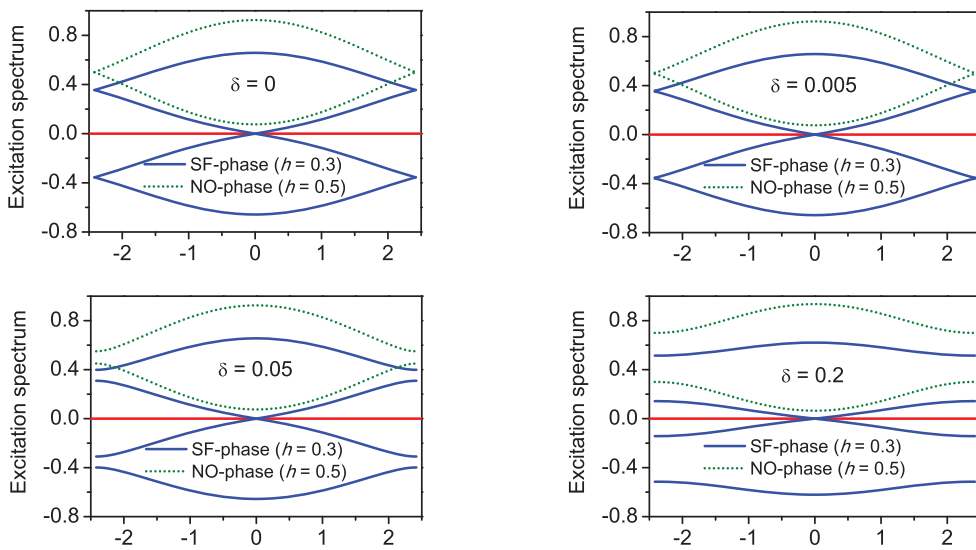 Excitation spectrum
0.8
0.4
0.0
-0.4
-0.8
δ = 0
SF-phase (h = 0.3)
NO-phase (h = 0.5)
-2 -1 0 1 2
Excitation spectrum
0.8
0.4
0.0
-0.4
-0.8
δ = 0.005
SF-phase (h = 0.3)
NO-phase (h = 0.5)
-2 -1 0 1 2
Excitation spectrum
0.8
0.4
0.0
-0.4
-0.8
δ = 0.05
SF-phase (h = 0.3)
NO-phase (h = 0.5)
-2 -1 0 1 2
Excitation spectrum
0.8
0.4
0.0
-0.4
-0.8
δ = 0.2
SF-phase (h = 0.3)
NO-phase (h = 0.5)
-2 -1 0 1 2